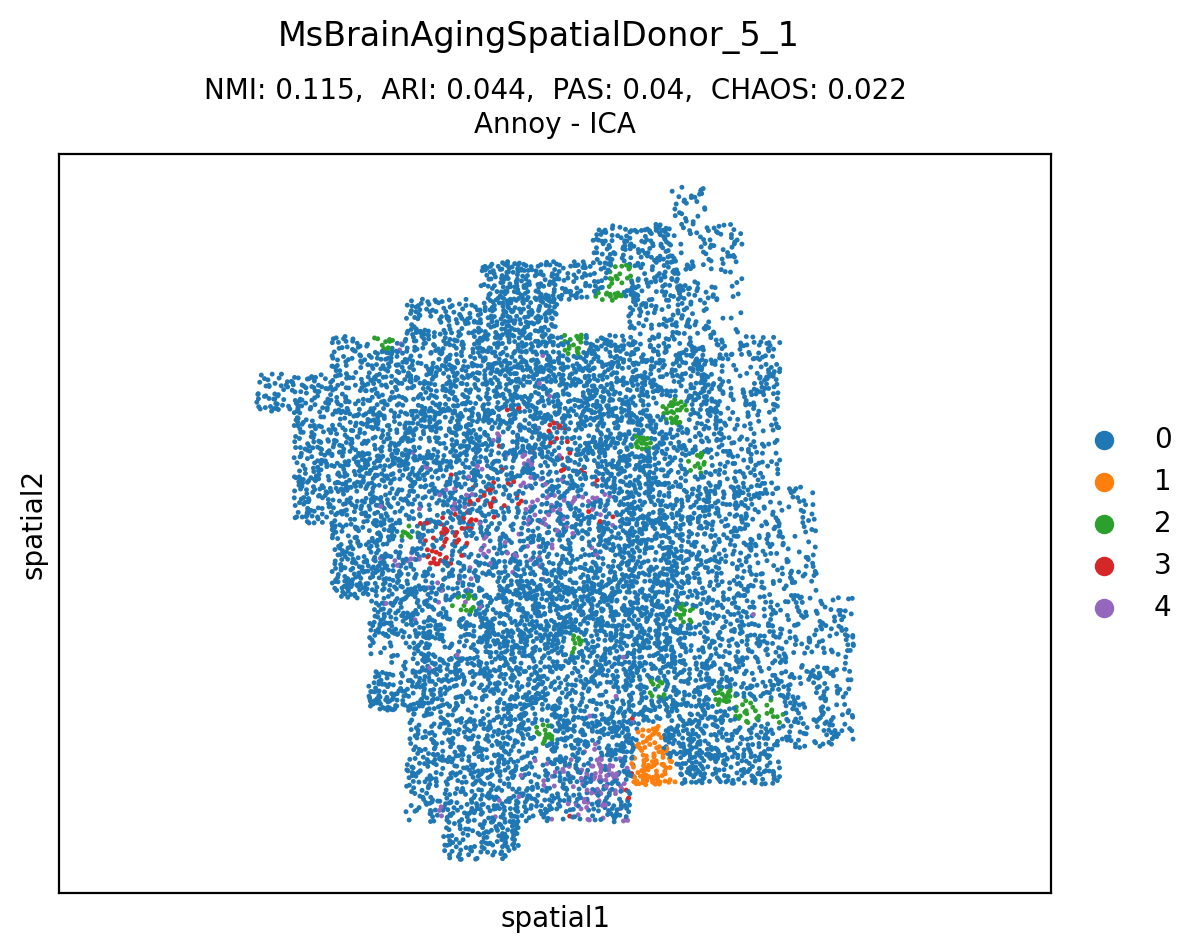 MsBrainAgingSpatialDonor_5_1
NMI: 0.115,  ARI: 0.044,  PAS: 0.04,  CHAOS: 0.022
Annoy - ICA
spatial2
0
1
2
3
4
spatial1